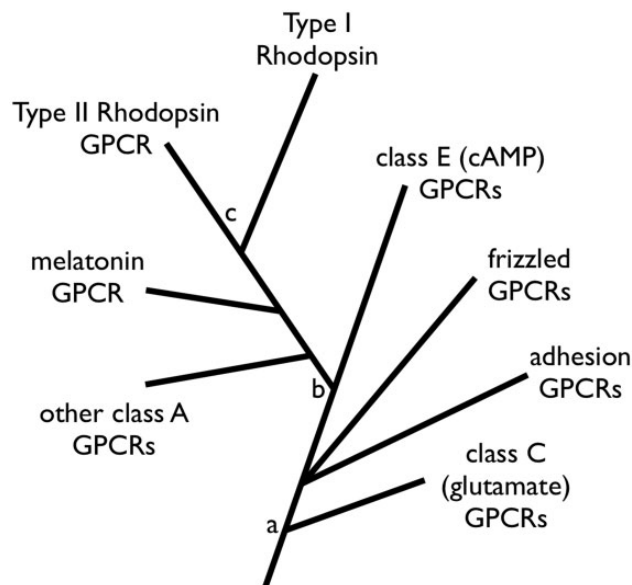 Type I
Rhodopsin
Type II Rhodopsin
GPCR
class E (cAMP)
GPCRs
c
melatonin
GPCR
frizzled
GPCRs
adhesion
GPCRs
b
other class A
GPCRs
class C
(glutamate)
GPCRs
a